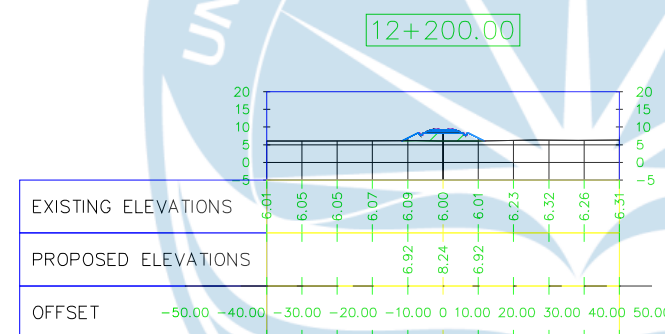 UN
12+200.00
20 20
15 15
10 10
5 5
0 0
-5 -5
EXISTING ELEVATIONS 6.01 6.05 6.05 6.07 6.09 6.00 6.01 6.23 6.32 6.26 6.31
PROPOSED ELEVATIONS 6.92 8.24 6.92
OFFSET -50.00 -40.00 -30.00 -20.00 -10.00 0 10.00 20.00 30.00 40.00 50.00